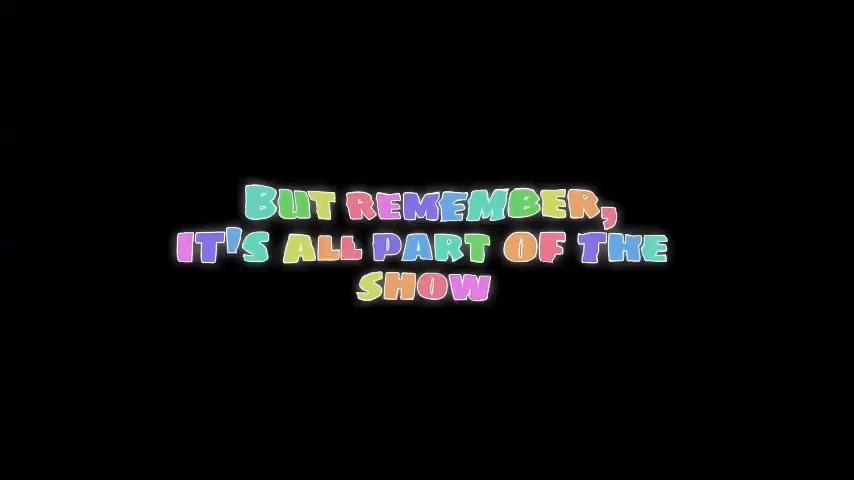 BUT REMEMBER,
IT'S ALL PART OF THE
SHOW